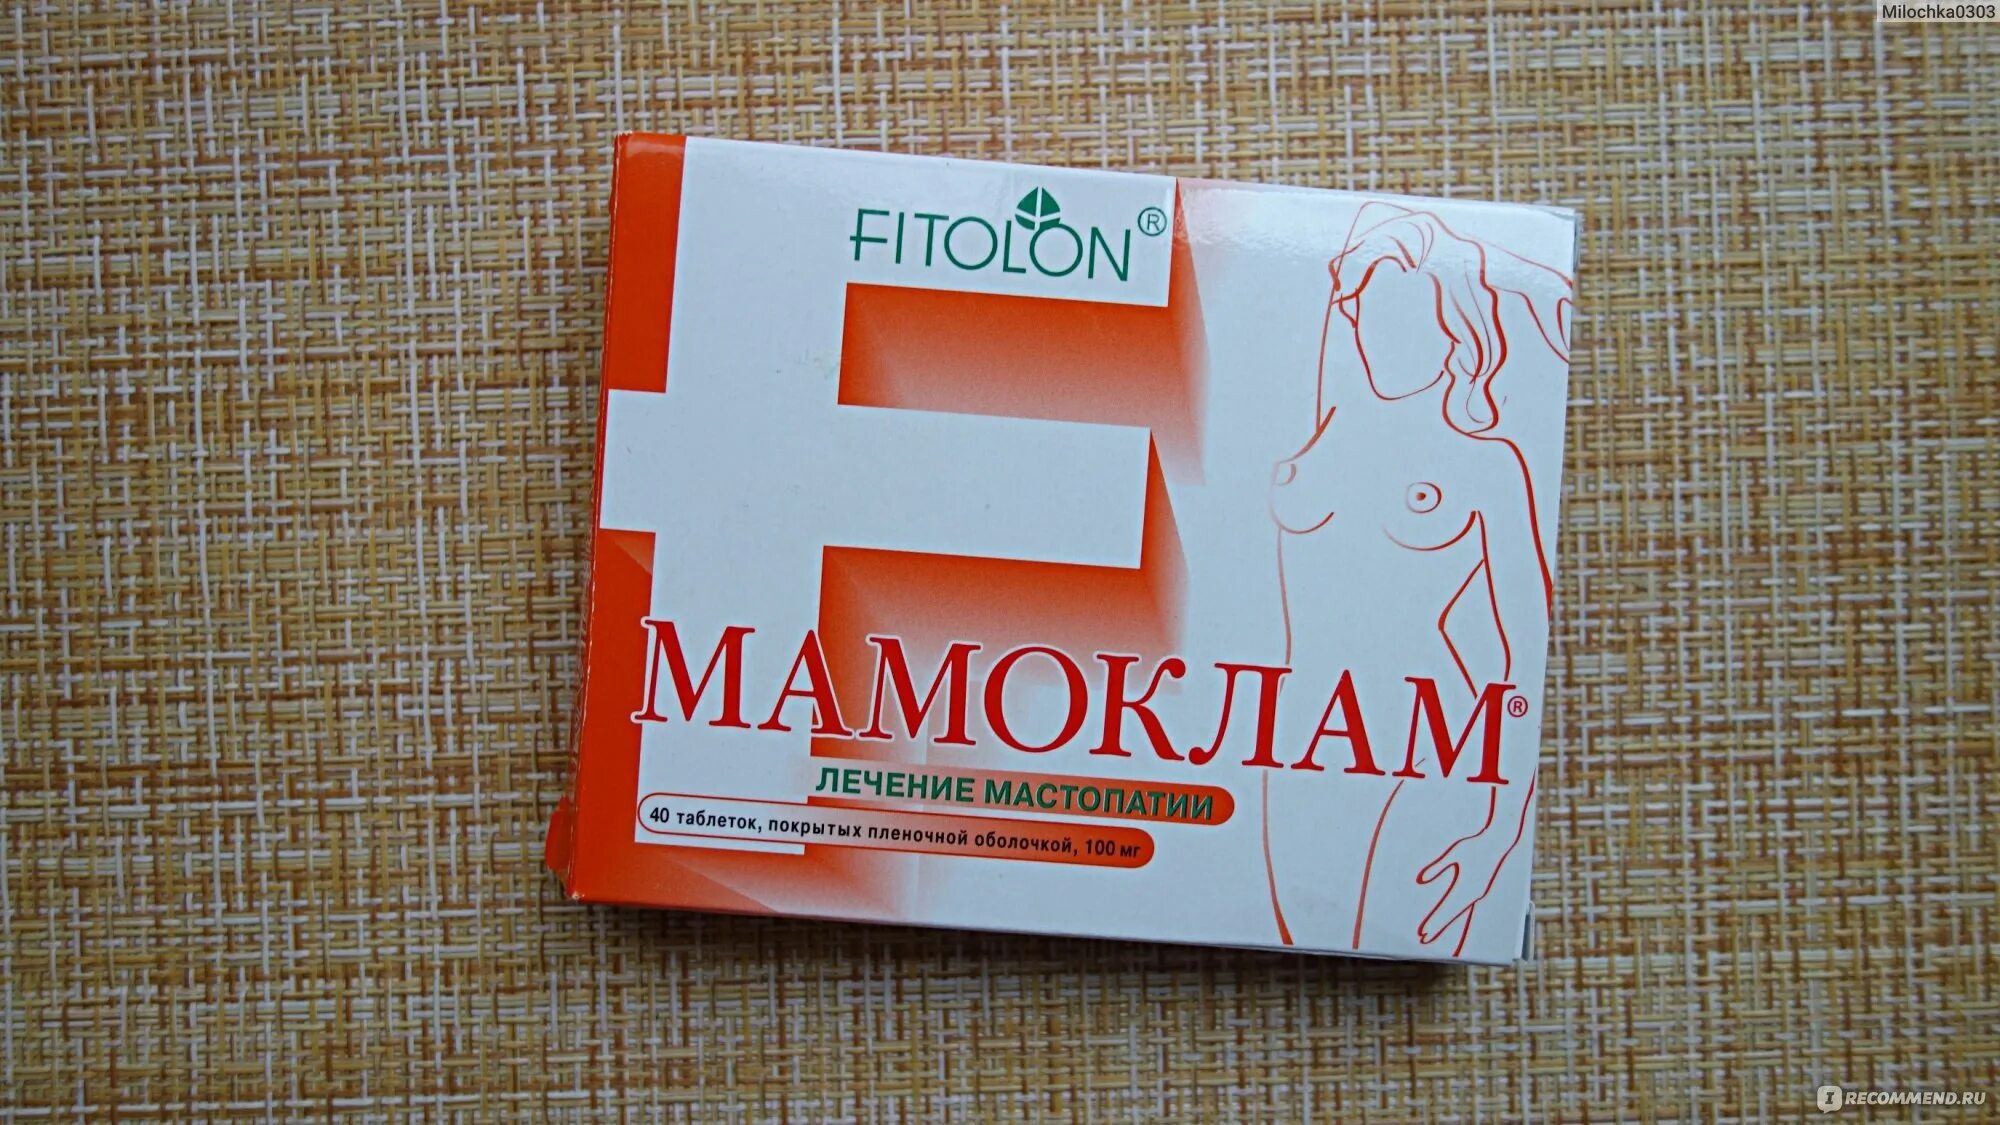 Milochka0303
FITOLON®
МАМОКЛАМ®
ЛЕЧЕНИЕ МАСТОПАТИИ
40 таблеток, покрытых пленочной оболочкой, 100 мг
I RECOMMEND.RU